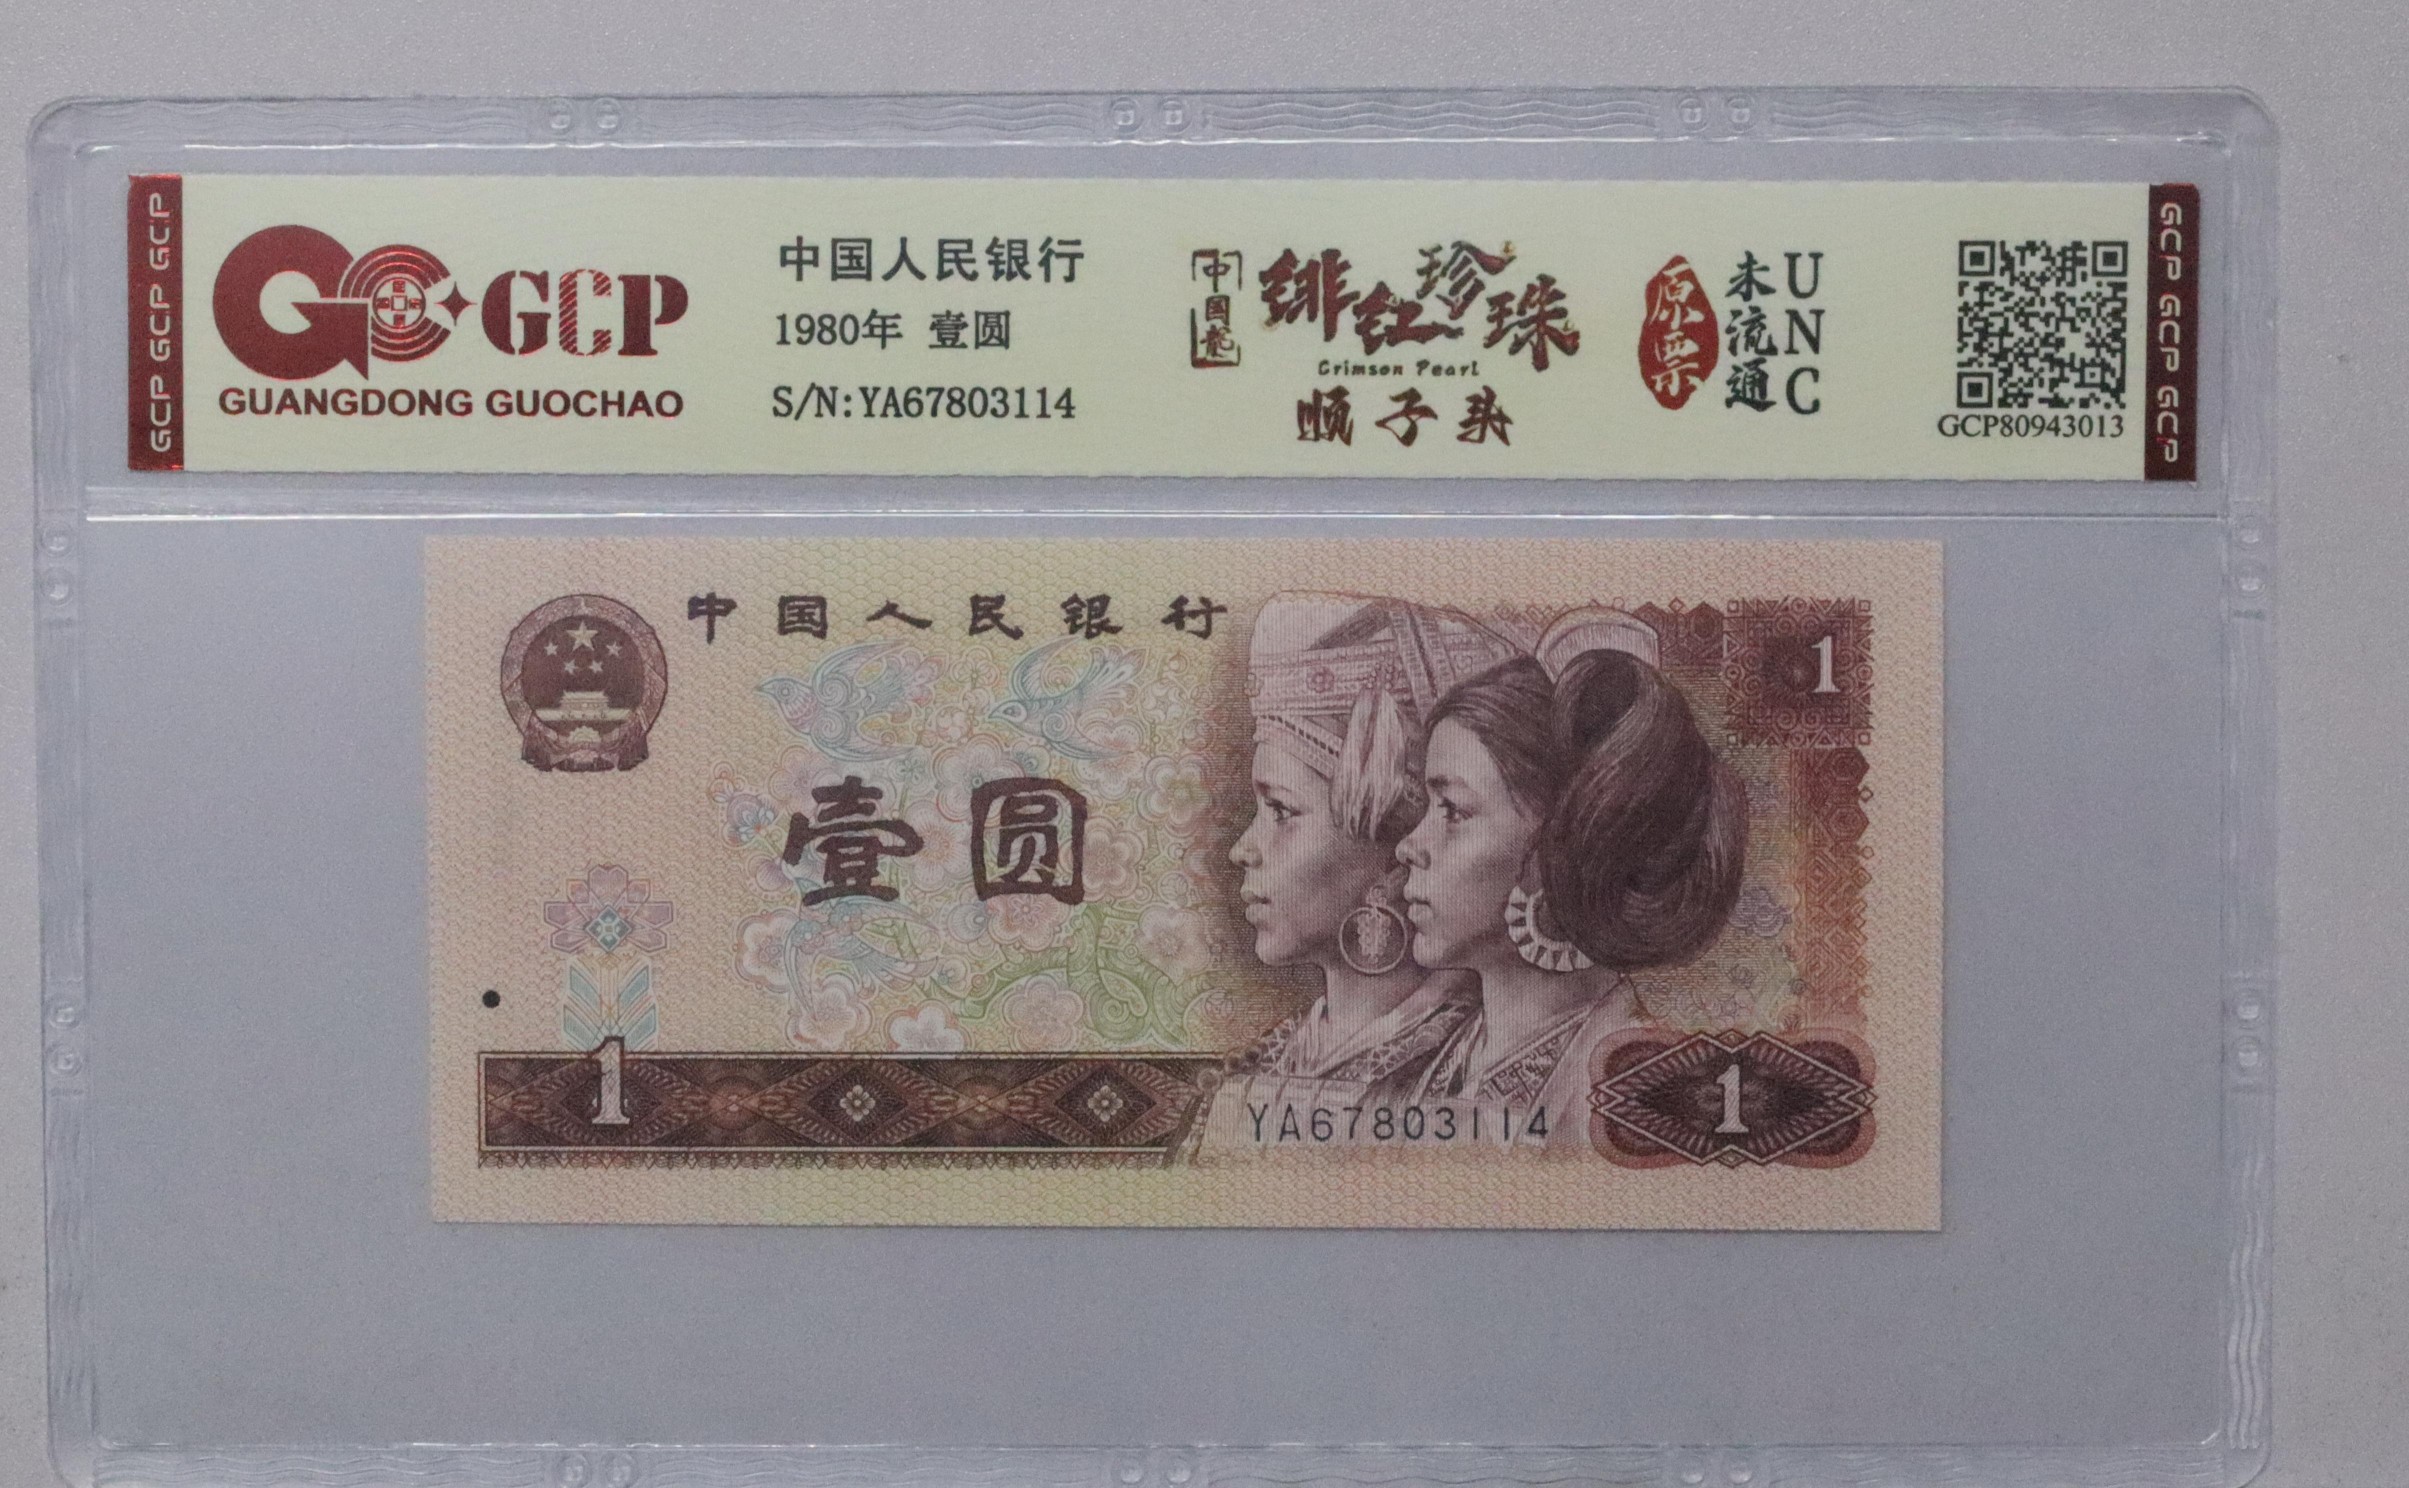 GCP GCP GCP
GCP
GUANGDONG GUOCHAO
中国人民银行
1980年 壹圆
S/N:YA67803114
中国龙
绯红珍珠
Crimson Pearl
顺子头
原票
未流通
UNC
GCP80943013
GCP GCP GCP
中国人民银行
1
壹圆
1
YA67803114
1